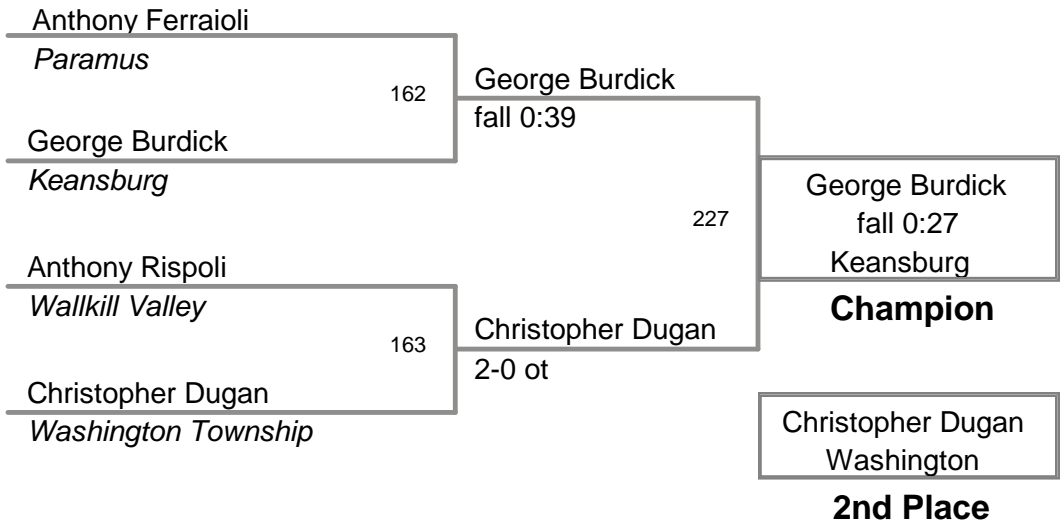 Anthony Ferraioli
Paramus
162
George Burdick
fall 0:39
George Burdick
Keansburg
227
George Burdick
fall 0:27
Keansburg
Champion
Anthony Rispoli
Wallkill Valley
163
Christopher Dugan
2-0 ot
Christopher Dugan
Washington Township
Christopher Dugan
Washington
2nd Place